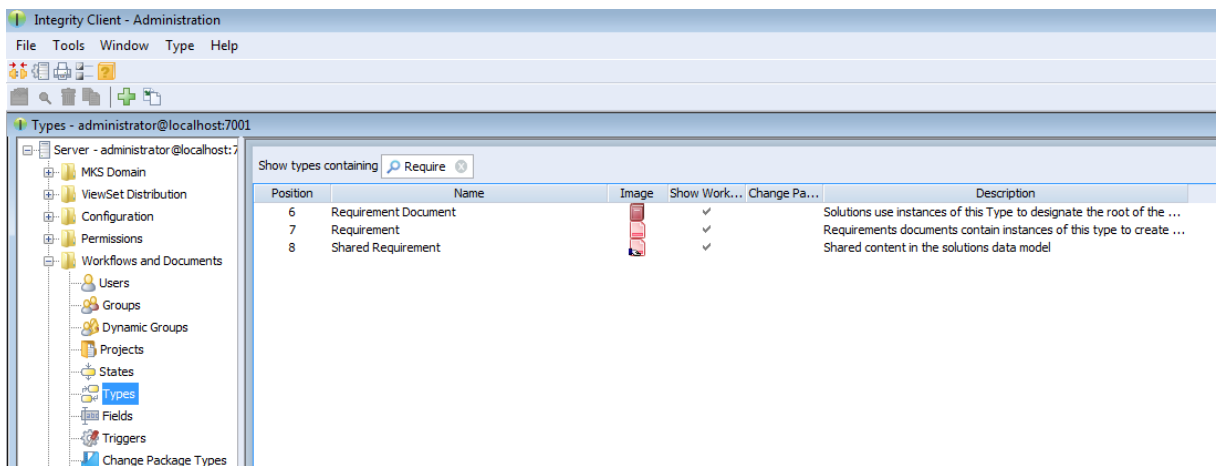 Integrity Client - Administration
File Tools Window Type Help
Types - administrator@localhost:7001
Server - administrator@localhost:7
MKS Domain
ViewSet Distribution
Configuration
Permissions
Workflows and Documents
Users
Groups
Dynamic Groups
Projects
States
Types
Fields
Triggers
Change Package Types
Show types containing Require
Position Name Image Show Work... Change Pa... Description
6 Requirement Document Solutions use instances of this Type to designate the root of the ...
7 Requirement Requirements documents contain instances of this type to create ...
8 Shared Requirement Shared content in the solutions data model